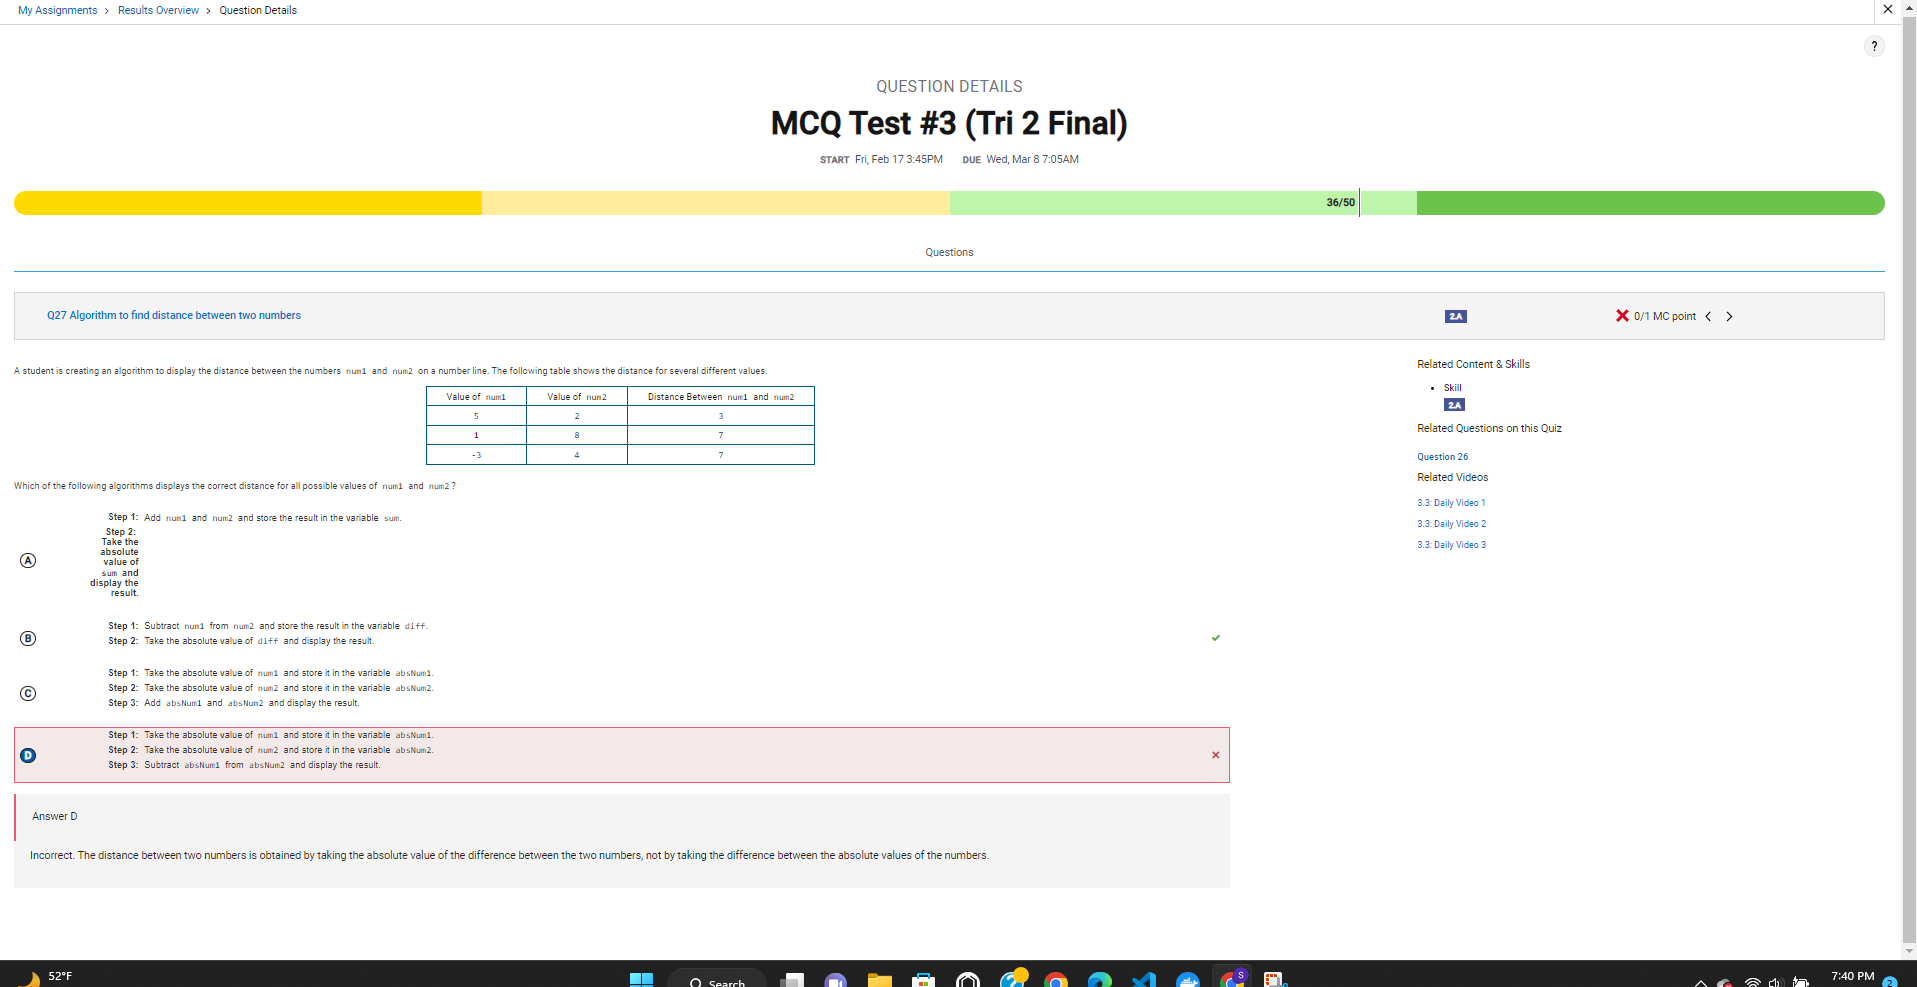 My Assignments > Results Overview > Question Details
?
QUESTION DETAILS
MCQ Test #3 (Tri 2 Final)
START Fri, Feb 17 3:45PM DUE Wed, Mar 8 7:05AM
36/50
Questions
Q27 Algorithm to find distance between two numbers
2.A
0/1 MC point < >
A student is creating an algorithm to display the distance between the numbers num1 and num2 on a number line. The following table shows the distance for several different values.
Value of num1 Value of num2 Distance Between num1 and num2
5 2 3
1 8 7
-3 4 7
Which of the following algorithms displays the correct distance for all possible values of num1 and num2 ?
A
Step 1: Add num1 and num2 and store the result in the variable sum.
Step 2:
Take the
absolute
value of
sum and
display the
result.
B
Step 1: Subtract num1 from num2 and store the result in the variable diff.
Step 2: Take the absolute value of diff and display the result.
C
Step 1: Take the absolute value of num1 and store it in the variable absNum1.
Step 2: Take the absolute value of num2 and store it in the variable absNum2.
Step 3: Add absNum1 and absNum2 and display the result.
D
Step 1: Take the absolute value of num1 and store it in the variable absNum1.
Step 2: Take the absolute value of num2 and store it in the variable absNum2.
Step 3: Subtract absNum1 from absNum2 and display the result.
Answer D
Incorrect. The distance between two numbers is obtained by taking the absolute value of the difference between the two numbers, not by taking the difference between the absolute values of the numbers.
Related Content & Skills
Skill
2.A
Related Questions on this Quiz
Question 26
Related Videos
3.3: Daily Video 1
3.3: Daily Video 2
3.3: Daily Video 3
52°F
Search
S
7:40 PM
2